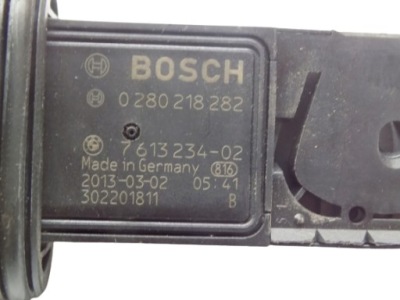 BOSCH
0 280 218 282
7 613 234-02
Made in Germany 816
2013-03-02 05:41
302201811 B